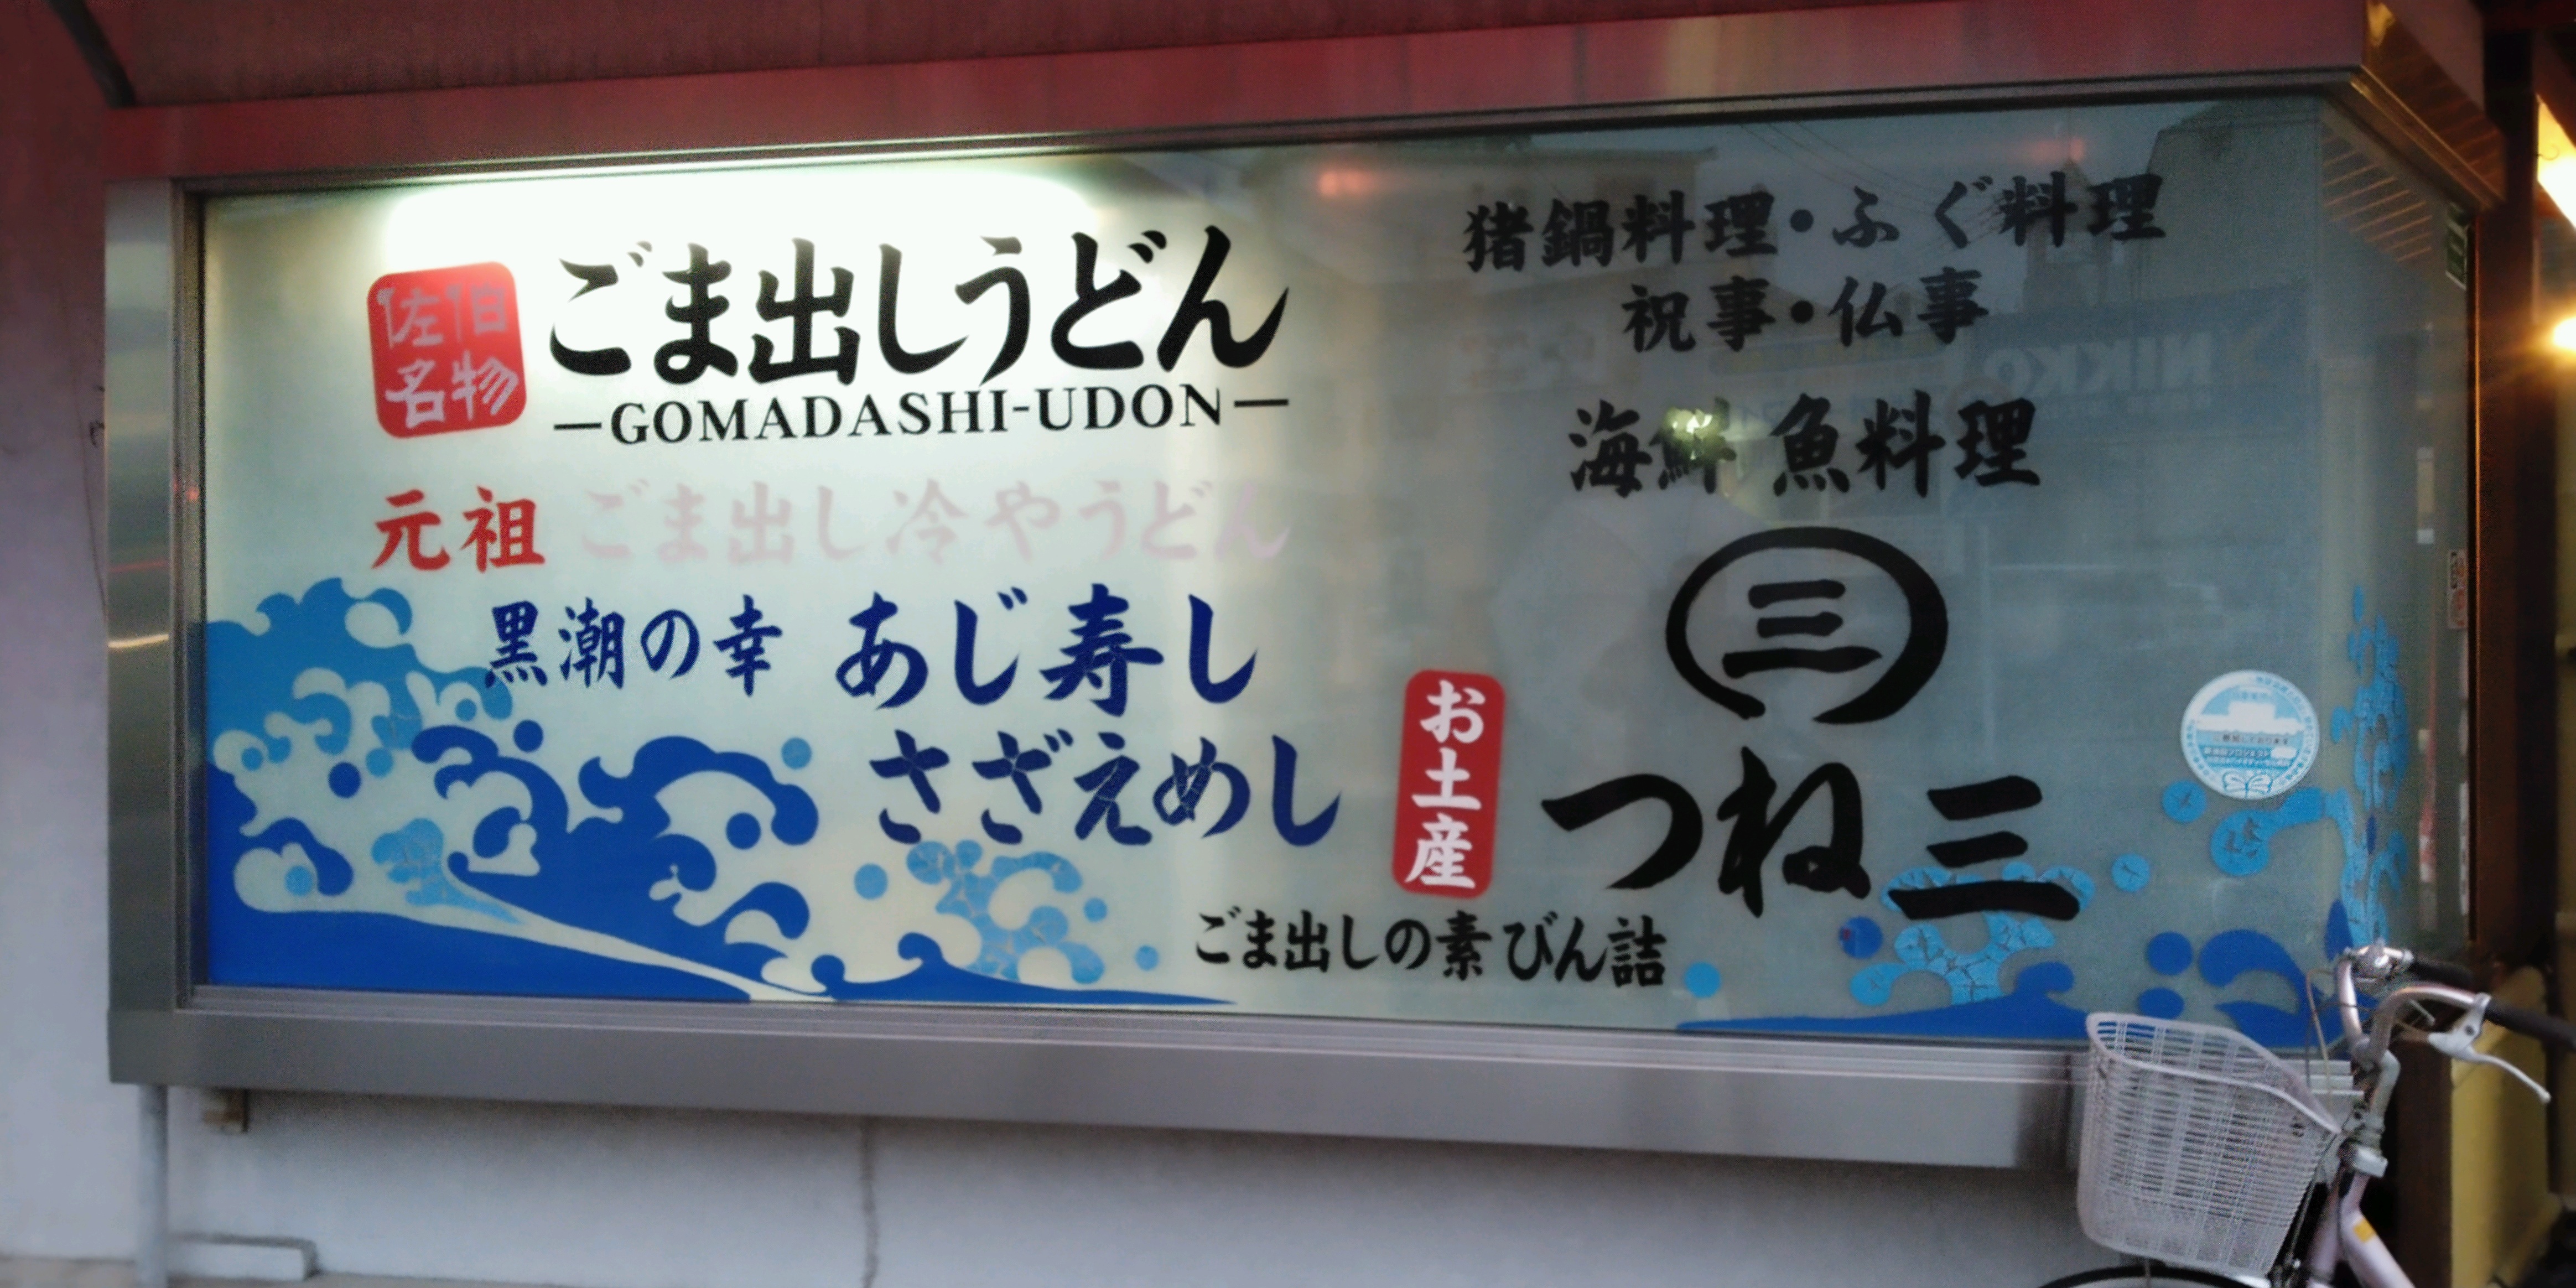 佐伯
名物
ごま出しうどん
-GOMADASHI-UDON-
元祖 ごま出し冷やうどん
黒潮の幸 あじ寿し
さざえめし
猪鍋料理・ふぐ料理
祝事・仏事
海鮮 魚料理
三
つね三
お土産
ごま出しの素 びん詰
NIKKO